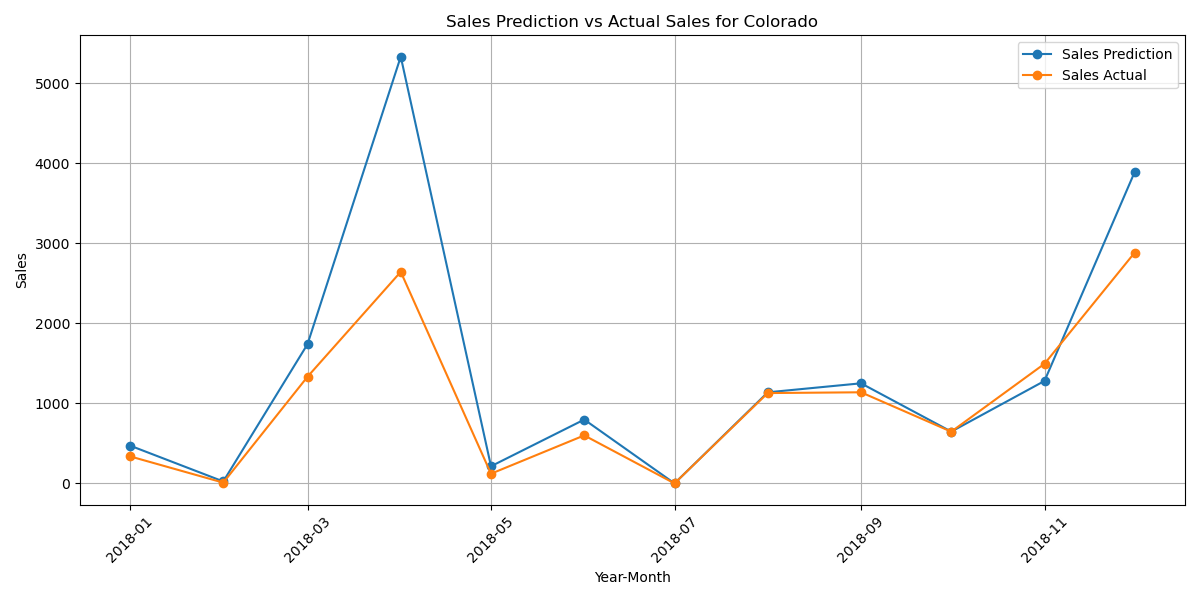 Sales Prediction vs Actual Sales for Colorado
Sales Prediction
Sales Actual
5000
4000
3000
2000
1000
0
Sales
2018-01
2018-03
2018-05
2018-07
2018-09
2018-11
Year-Month